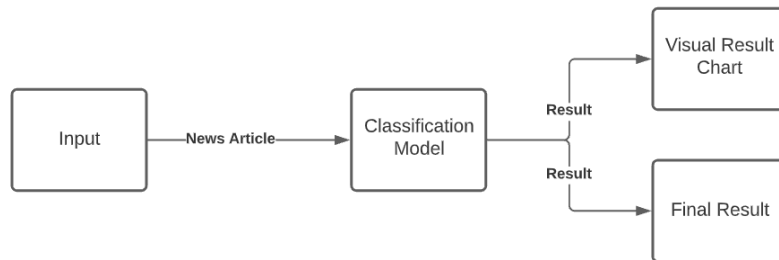 Input
News Article
Classification
Model
Result
Visual Result
Chart
Result
Final Result